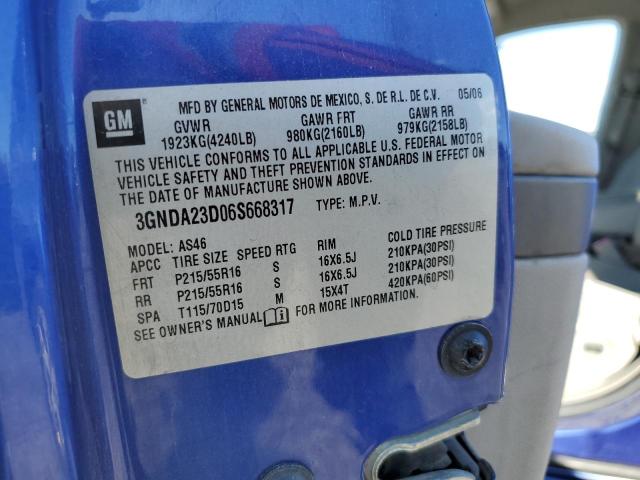 GM
MFD BY GENERAL MOTORS DE MEXICO, S. DE R.L. DE C.V. 05/06
GVWR GAWR FRT GAWR RR
1923KG(4240LB) 980KG(2160LB) 979KG(2158LB)
THIS VEHICLE CONFORMS TO ALL APPLICABLE U.S. FEDERAL MOTOR
VEHICLE SAFETY AND THEFT PREVENTION STANDARDS IN EFFECT ON
THE DATE OF MANUFACTURE SHOWN ABOVE.
3GNDA23D06S668317 TYPE: M.P.V.
MODEL: AS46
APCC TIRE SIZE SPEED RTG RIM COLD TIRE PRESSURE
FRT P215/55R16 S 16X6.5J 210KPA(30PSI)
RR P215/55R16 S 16X6.5J 210KPA(30PSI)
SPA T115/70D15 M 15X4T 420KPA(60PSI)
SEE OWNER'S MANUAL FOR MORE INFORMATION.